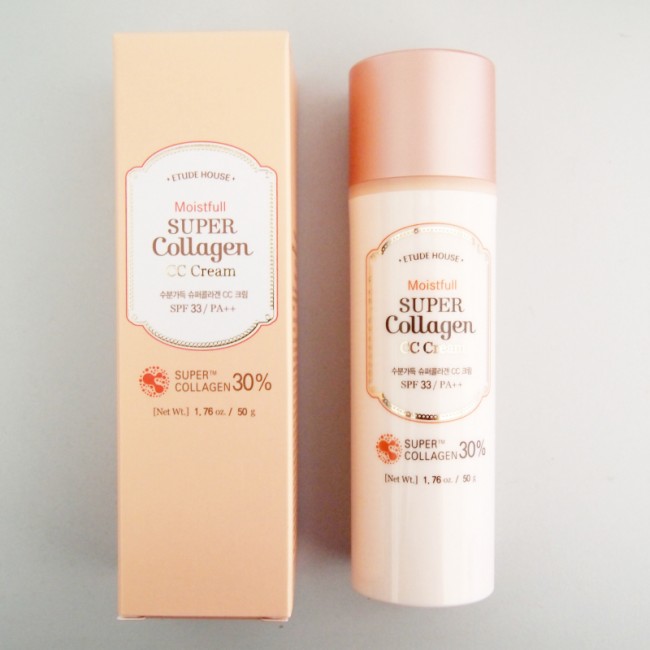 • ETUDE HOUSE •
Moistfull
SUPER
Collagen
CC Cream
수분가득 슈퍼콜라겐 CC 크림
SPF 33 / PA++
SUPER™
COLLAGEN 30%
[Net Wt.] 1,76 oz. / 50 g
• ETUDE HOUSE •
Moistfull
SUPER
Collagen
CC Cream
수분가득 슈퍼콜라겐 CC 크림
SPF 33 / PA++
SUPER™
COLLAGEN 30%
[Net Wt.] 1,76 oz. / 50 g